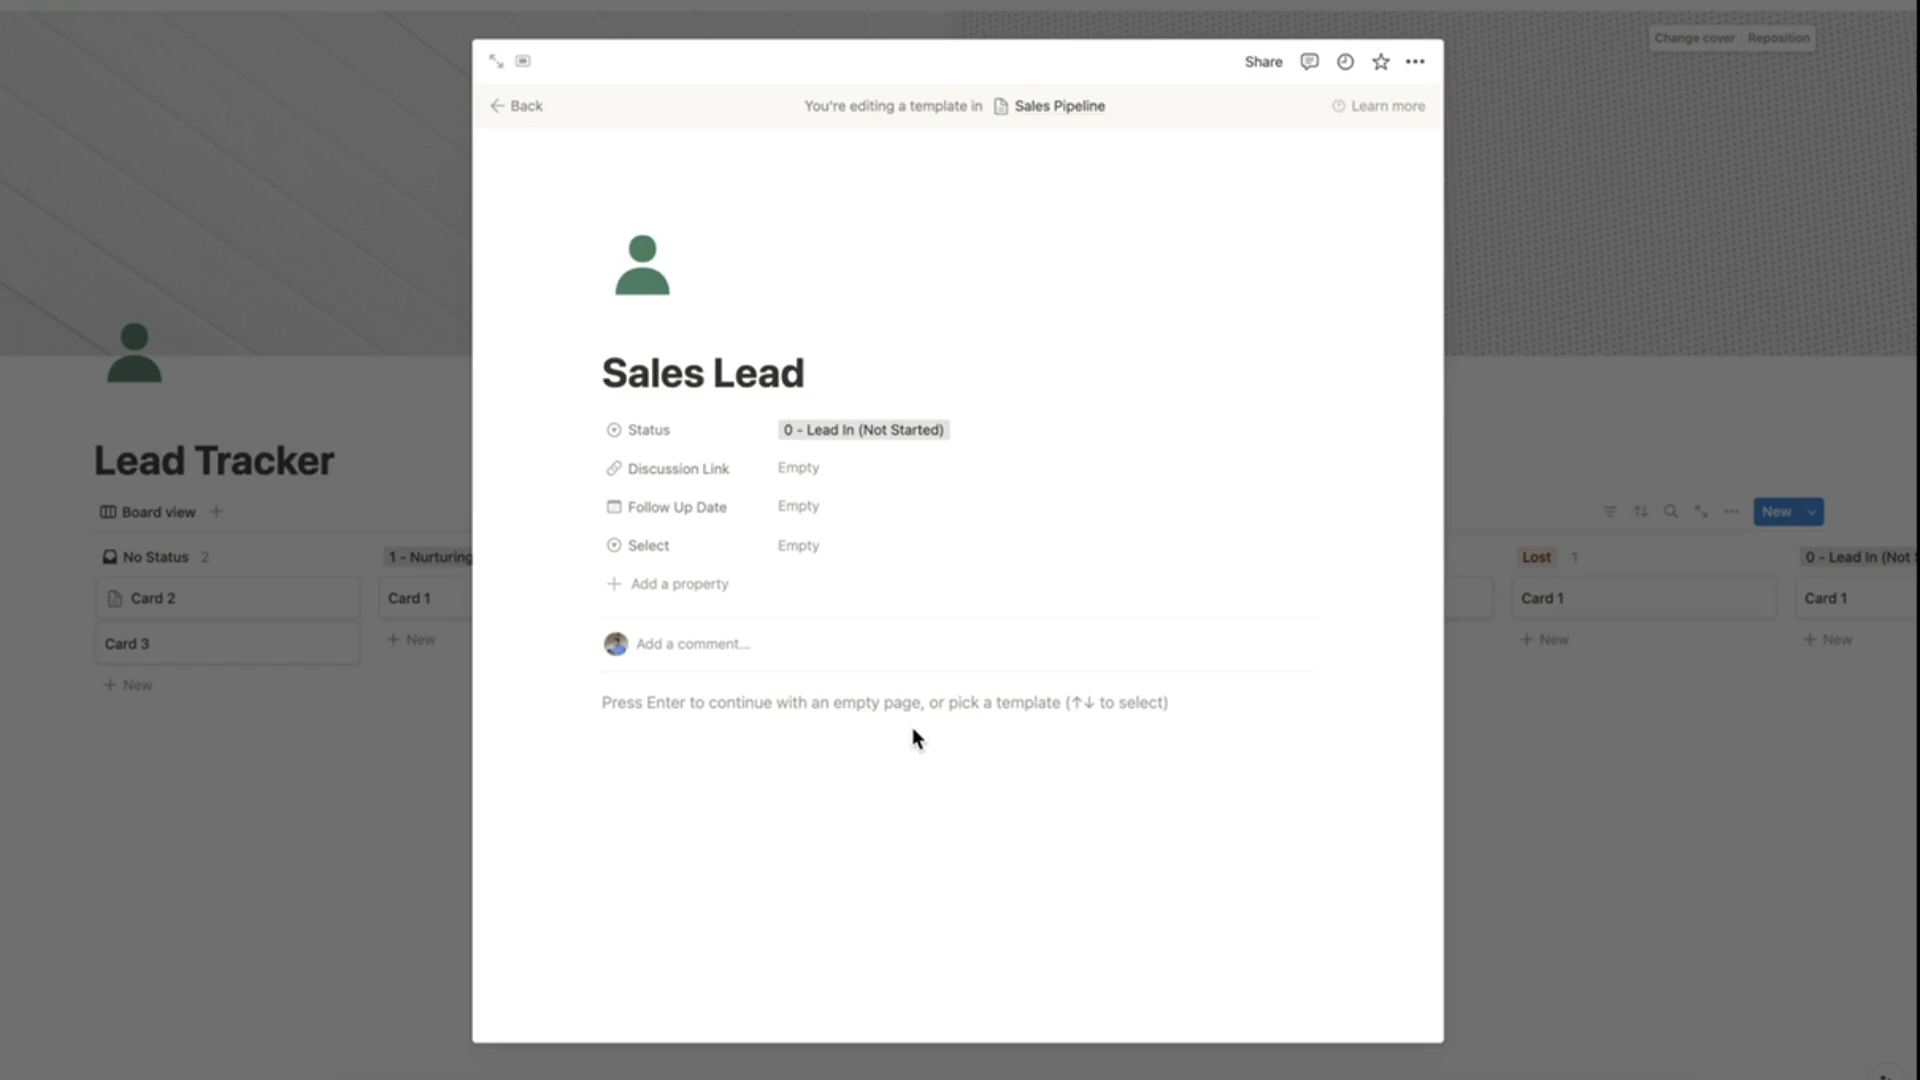 Change cover Reposition
Share
Back
You're editing a template in Sales Pipeline
Learn more
Sales Lead
Status 0 - Lead In (Not Started)
Discussion Link Empty
Follow Up Date Empty
Select Empty
Add a property
Add a comment...
Press Enter to continue with an empty page, or pick a template (↑↓ to select)
Lead Tracker
Board view
New
No Status 2
1 - Nurturing
Lost 1
0 - Lead In (Not
Card 2
Card 1
Card 1
Card 1
Card 3
+ New
+ New
+ New
+ New